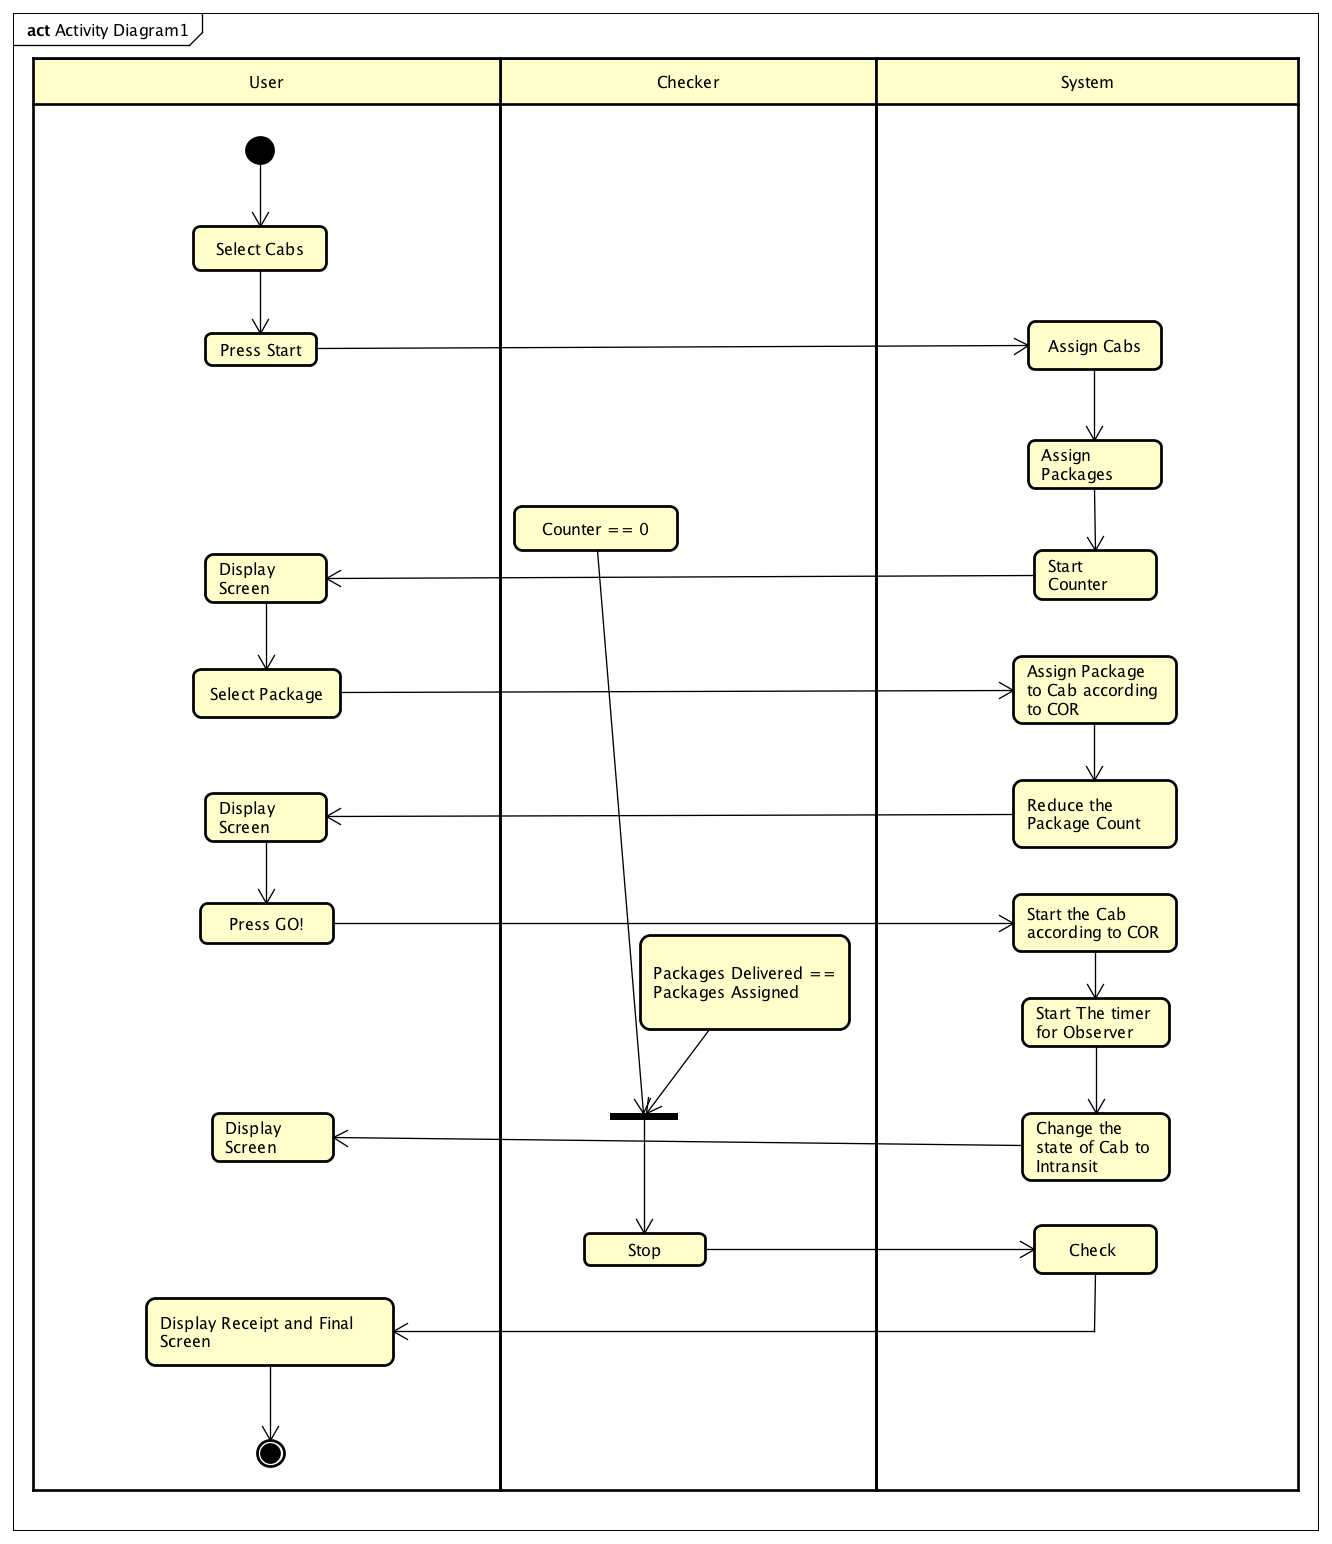 act Activity Diagram1
User
Checker
System
Select Cabs
Press Start
Assign Cabs
Assign
Packages
Counter == 0
Display
Screen
Start
Counter
Select Package
Assign Package
to Cab according
to COR
Display
Screen
Reduce the
Package Count
Press GO!
Start the Cab
according to COR
Packages Delivered ==
Packages Assigned
Start The timer
for Observer
Display
Screen
Change the
state of Cab to
Intransit
Stop
Check
Display Receipt and Final
Screen